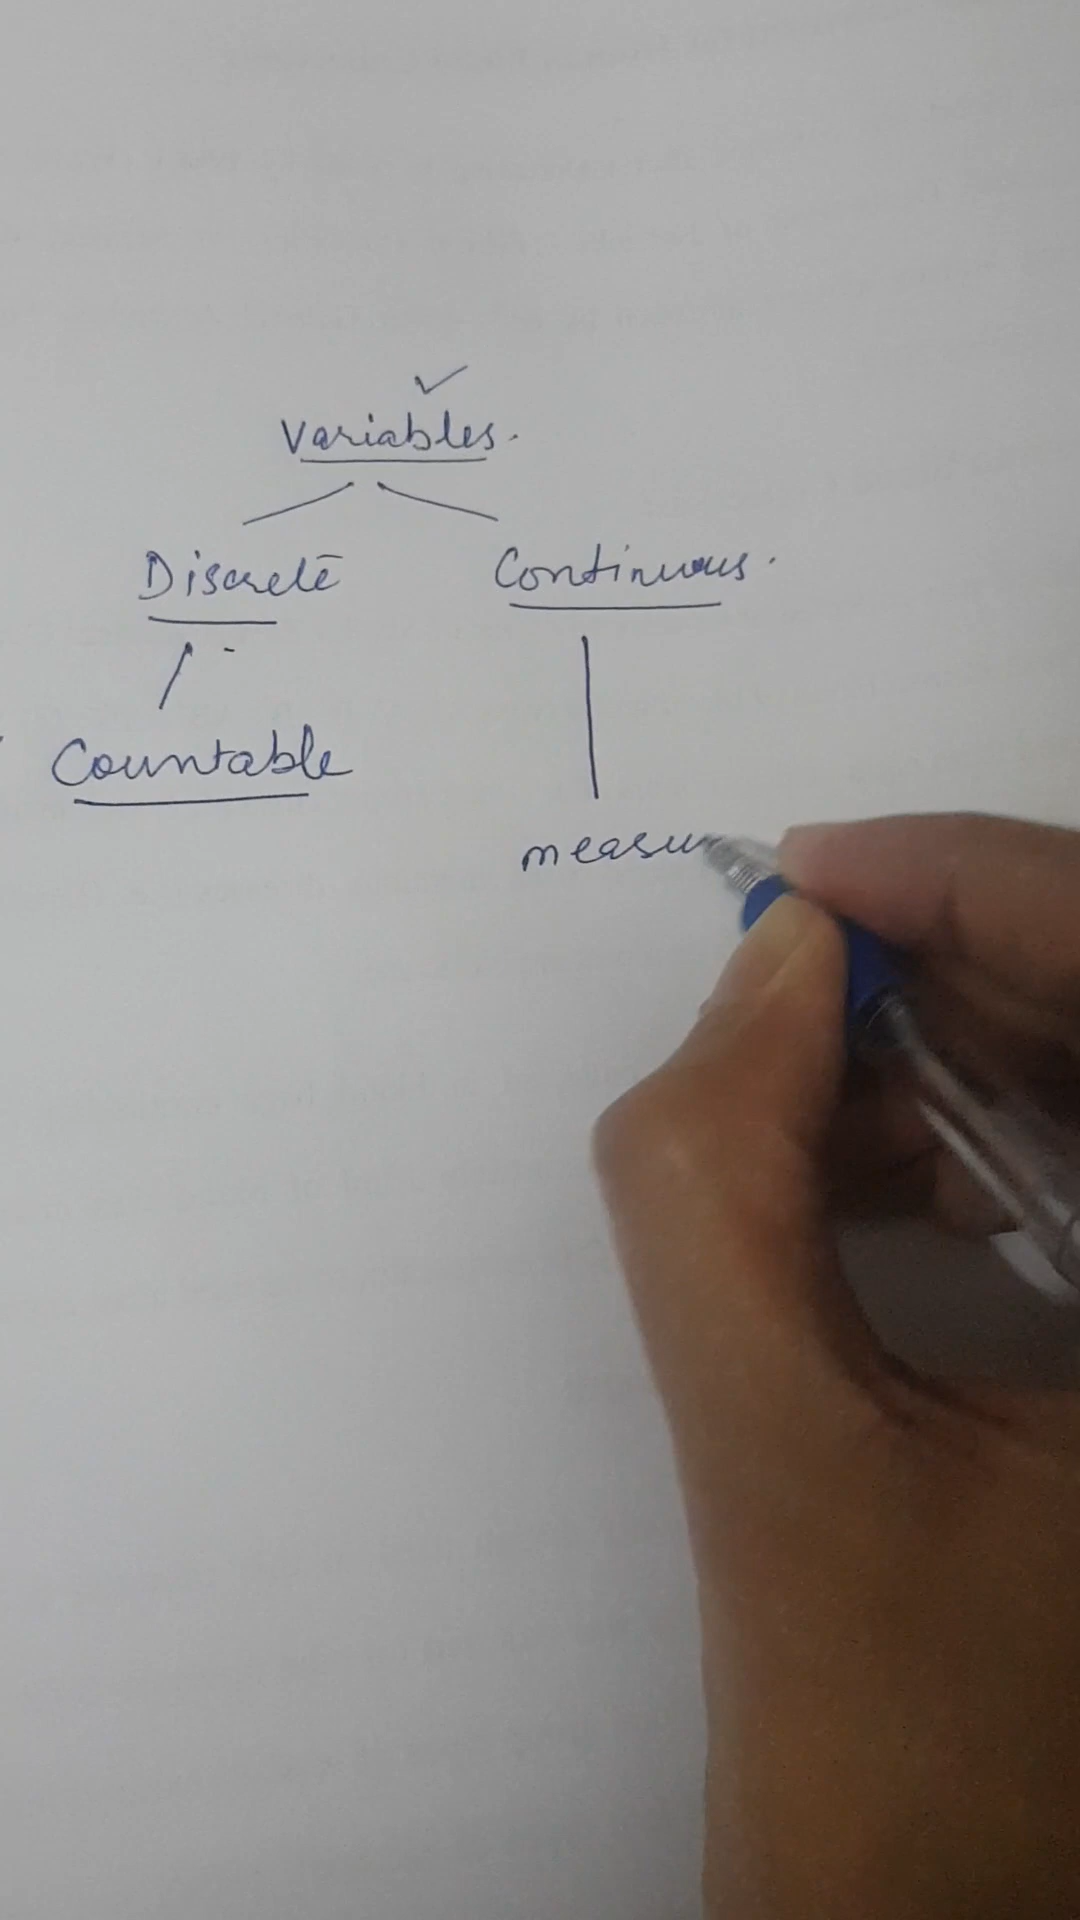 Variables.
Discrete
Continuous.
Countable
measu